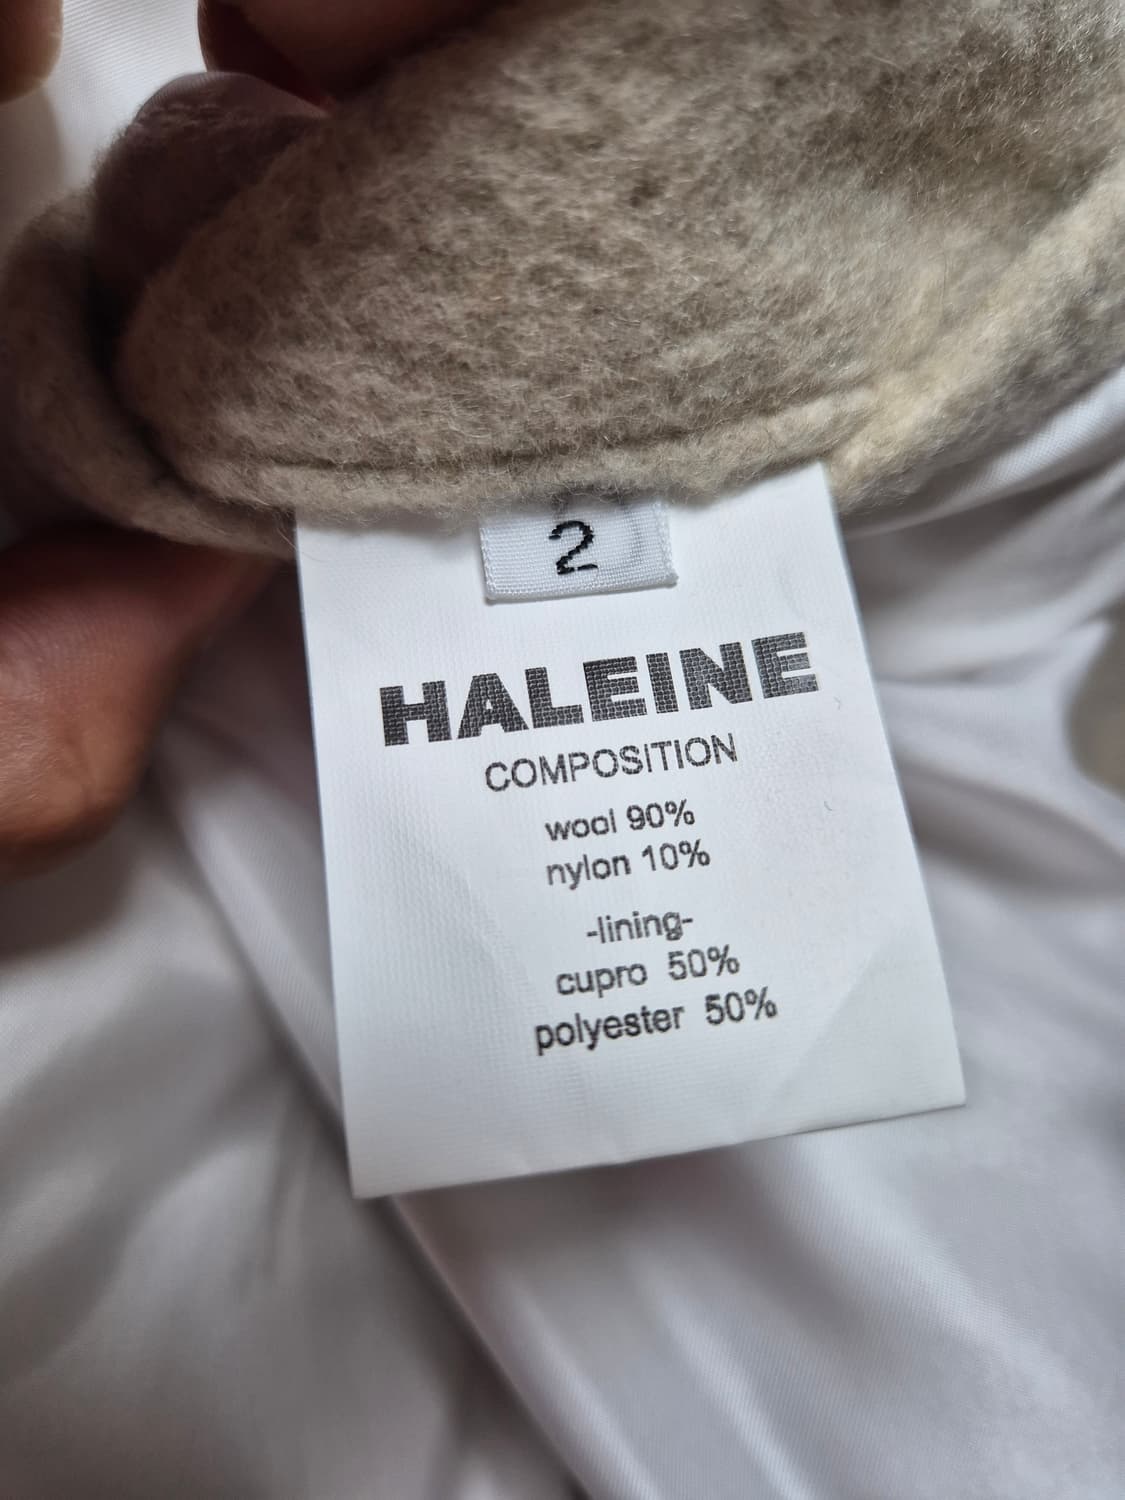 2
HALEINE
COMPOSITION
wool 90%
nylon 10%
-lining-
cupro 50%
polyester 50%